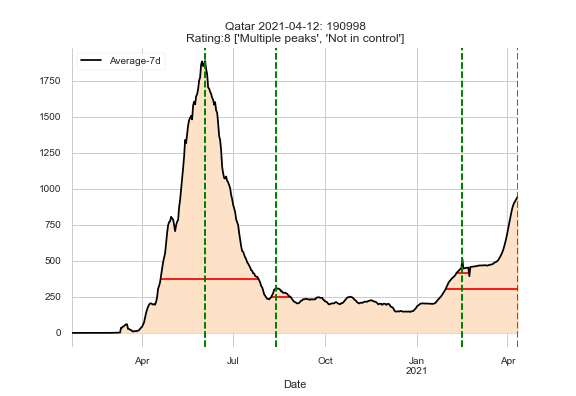 Qatar 2021-04-12: 190998
Rating:8 ['Multiple peaks', 'Not in control']
Average-7d
1750
1500
1250
1000
750
500
250
0
Apr
Jul
Oct
Jan
2021
Apr
Date